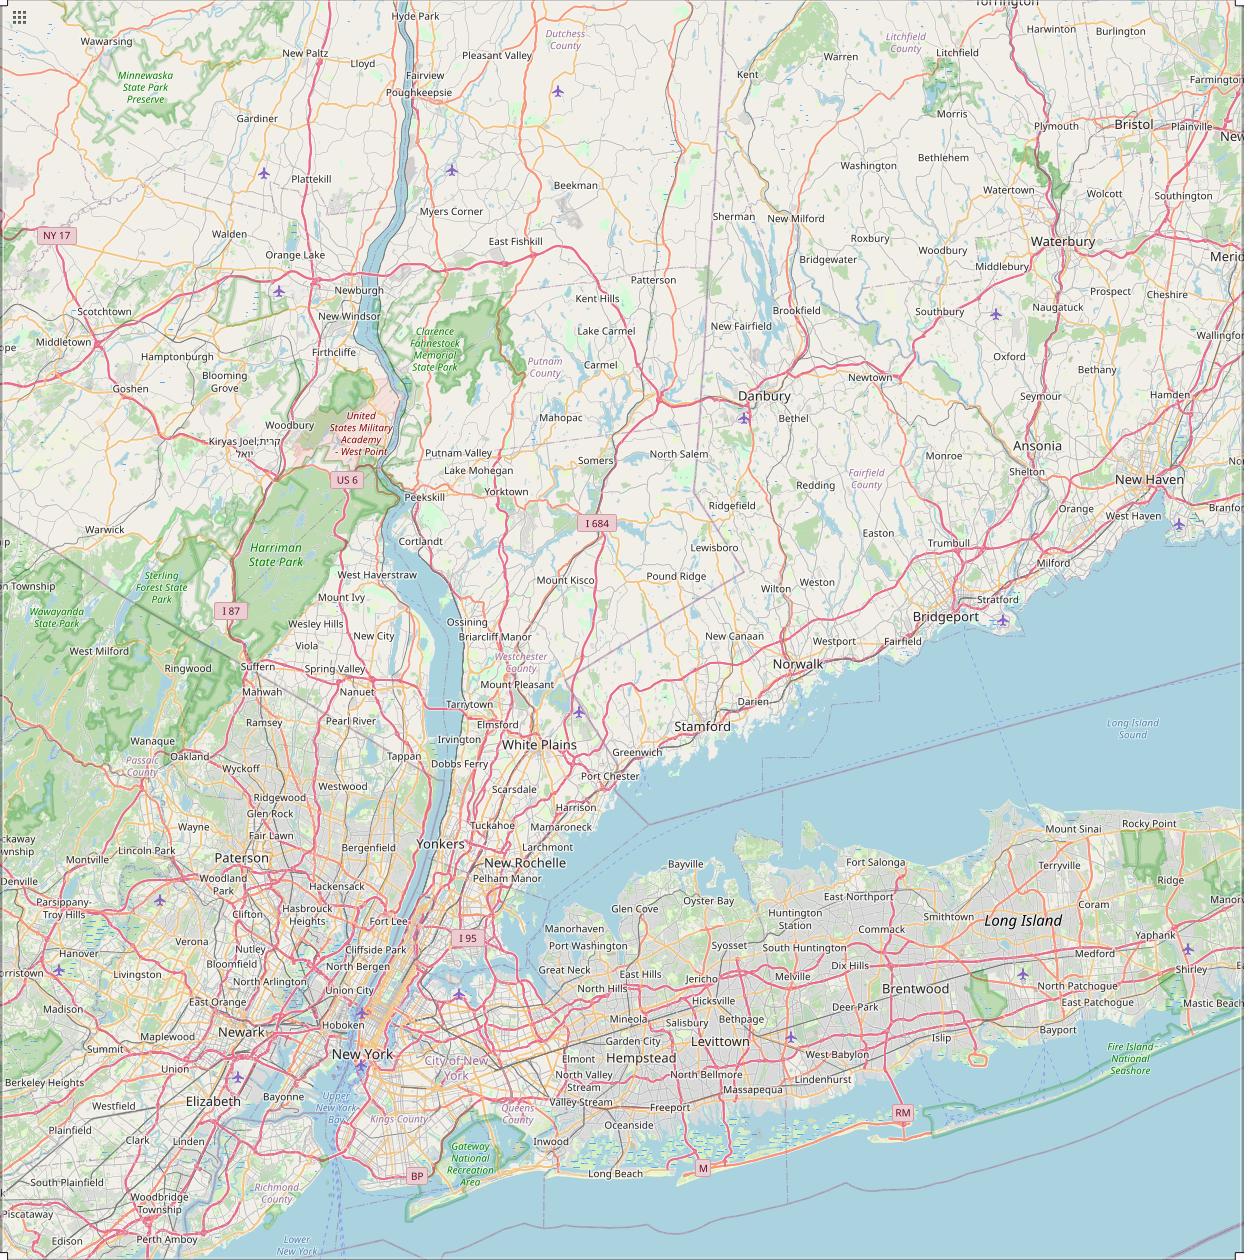 Hyde Park
Torrington
Wawarsing
New Paltz
Lloyd
Pleasant Valley
Dutchess
County
Litchfield
County
Harwinton
Burlington
Warren
Litchfield
Minnewaska
State Park
Preserve
Fairview
Poughkeepsie
Kent
Farmington
Gardiner
Morris
Plymouth
Bristol
Plainville
New
Plattekill
Beekman
Washington
Bethlehem
Watertown
Wolcott
Southington
Myers Corner
Sherman
New Milford
NY 17
Walden
East Fishkill
Roxbury
Waterbury
Orange Lake
Bridgewater
Woodbury
Middlebury
Meric
Newburgh
Patterson
Prospect
Cheshire
Scotchtown
New Windsor
Kent Hills
Brookfield
Southbury
Naugatuck
Middletown
Firthcliffe
Clarence
Fahnestock
Memorial
State Park
Lake Carmel
New Fairfield
Wallingfor
ope
Hamptonburgh
Putnam
County
Carmel
Oxford
Bethany
Blooming
Grove
Goshen
Danbury
Newtown
Seymour
Hamden
United
States Military
Academy
- West Point
Woodbury
Mahopac
Bethel
Kiryas Joel;קרית
יואל
Putnam Valley
Ansonia
Somers
North Salem
Monroe
Lake Mohegan
Shelton
US 6
Fairfield
County
New Haven
Peekskill
Yorktown
Redding
Ridgefield
Orange
West Haven
Branfor
Warwick
I 684
Cortlandt
Easton
Trumbull
Harriman
State Park
Lewisboro
Milford
Sterling
Forest State
Park
West Haverstraw
Mount Kisco
Pound Ridge
Weston
Wilton
n Township
Mount Ivy
Stratford
Wawayanda
State Park
I 87
Wesley Hills
Ossining
Bridgeport
New City
Briarcliff Manor
New Canaan
Westport
Fairfield
West Milford
Viola
Ringwood
Suffern
Spring Valley
Westchester
County
Norwalk
Mahwah
Nanuet
Mount Pleasant
Tarrytown
Darien
Ramsey
Pearl River
Elmsford
Stamford
Long Island
Sound
Wanaque
Irvington
White Plains
Oakland
Tappan
Greenwich
Passaic
County
Wyckoff
Dobbs Ferry
Port Chester
Westwood
Scarsdale
Ridgewood
Harrison
Glen Rock
Wayne
Tuckahoe
Mamaroneck
Mount Sinai
Rocky Point
Fair Lawn
ckaway
wnship
Lincoln Park
Bergenfield
Yonkers
Larchmont
Montville
Paterson
New Rochelle
Bayville
Fort Salonga
Terryville
Denville
Woodland
Park
Pelham Manor
Ridge
Hackensack
Parsippany-
Troy Hills
Oyster Bay
East Northport
Manorv
Clifton
Hasbrouck
Heights
Fort Lee
Glen Cove
Huntington
Station
Smithtown
Coram
Long Island
Verona
Nutley
I 95
Manorhaven
Commack
Yaphank
Hanover
Cliffside Park
Port Washington
Syosset
South Huntington
Medford
Bloomfield
North Bergen
Great Neck
East Hills
Jericho
Dix Hills
orristown
Livingston
North Arlington
Melville
Shirley
Ea
Union City
North Hills
Brentwood
North Patchogue
East Orange
Hicksville
Deer Park
East Patchogue
Mastic Beach
Madison
Newark
Hoboken
Mineola
Salisbury
Bethpage
Bayport
Maplewood
Garden City
Levittown
Islip
Summit
New York
City of New
York
Elmont
Hempstead
West Babylon
Fire Island
National
Seashore
Union
North Valley
Stream
North Bellmore
Lindenhurst
Berkeley Heights
Massapequa
Elizabeth
Bayonne
Upper
New York
Bay
Valley Stream
Westfield
Kings County
Queens
County
Freeport
RM
Plainfield
Oceanside
Clark
Linden
Gateway
National
Recreation
Area
Inwood
South Plainfield
BP
Long Beach
M
Woodbridge
Township
Richmond
County
Piscataway
Edison
Perth Amboy
Lower
New York